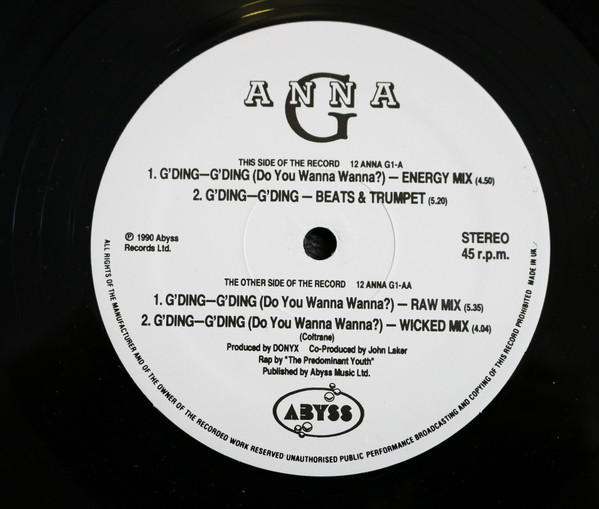 ANNA
G
THIS SIDE OF THE RECORD 12 ANNA G1-A
1. G'DING—G'DING (Do You Wanna Wanna?) — ENERGY MIX (4.50)
2. G'DING—G'DING — BEATS & TRUMPET (5.20)
℗ 1990 Abyss
Records Ltd.
STEREO
45 r.p.m.
THE OTHER SIDE OF THE RECORD 12 ANNA G1-AA
1. G'DING—G'DING (Do You Wanna Wanna?) — RAW MIX (5.35)
2. G'DING—G'DING (Do You Wanna Wanna?) — WICKED MIX (4.04)
(Coltrane)
Produced by DONYX Co-Produced by John Laker
Rap by "The Predominant Youth"
Published by Abyss Music Ltd.
ABYSS
ALL RIGHTS OF THE MANUFACTURER AND OF THE OWNER OF THE RECORDED WORK RESERVED UNAUTHORISED PUBLIC PERFORMANCE BROADCASTING AND COPYING OF THIS RECORD PROHIBITED MADE IN UK